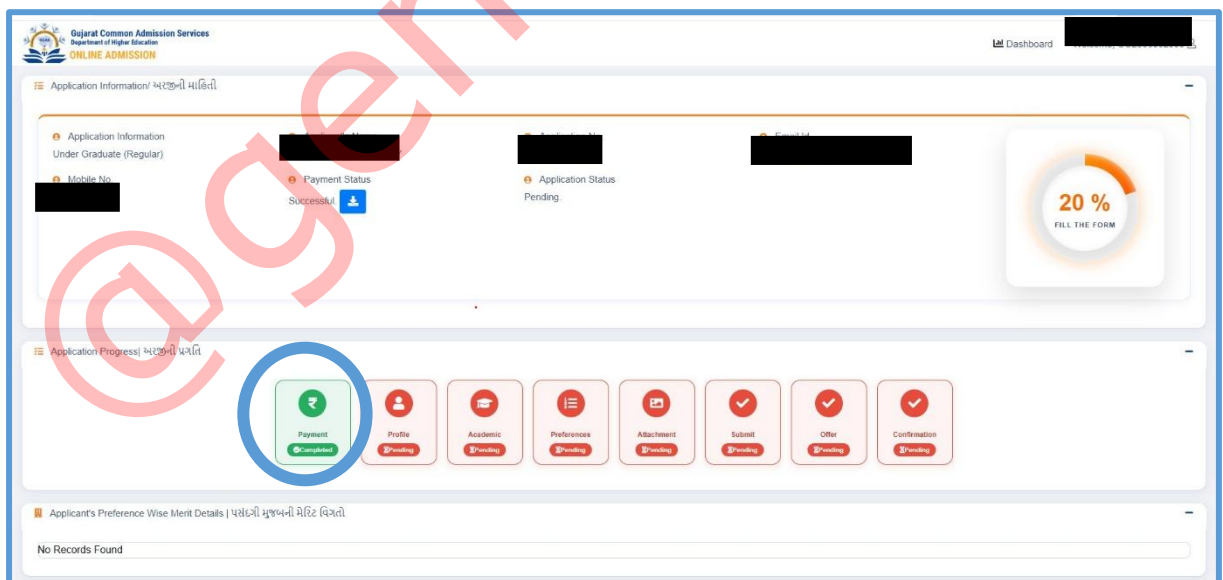 Gujarat Common Admission Services
Department of Higher Education
ONLINE ADMISSION
Dashboard
Application Information/ અરજીની માહિતી
Application Information
Under Graduate (Regular)
Email Id
Mobile No.
Payment Status
Successful.
Application Status
Pending.
20 %
FILL THE FORM
Application Progress| અરજીની પ્રગતિ
Payment
Completed
Profile
Pending
Academic
Pending
Preferences
Pending
Attachment
Pending
Submit
Pending
Offer
Pending
Confirmation
Pending
Applicant's Preference Wise Merit Details | પસંદગી મુજબની મેરિટ વિગતો
No Records Found
@ger